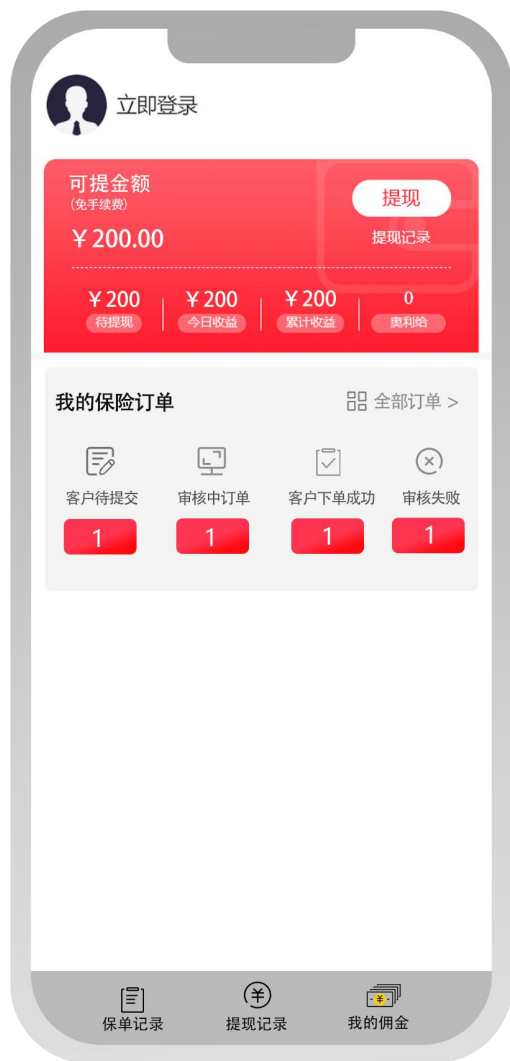 立即登录
可提金额
(免手续费)
提现
￥200.00
提现记录
￥200 ￥200 ￥200 0
待提现 今日收益 累计收益 奥利给
我的保险订单
全部订单 >
客户待提交 审核中订单 客户下单成功 审核失败
1 1 1 1
保单记录 提现记录 我的佣金